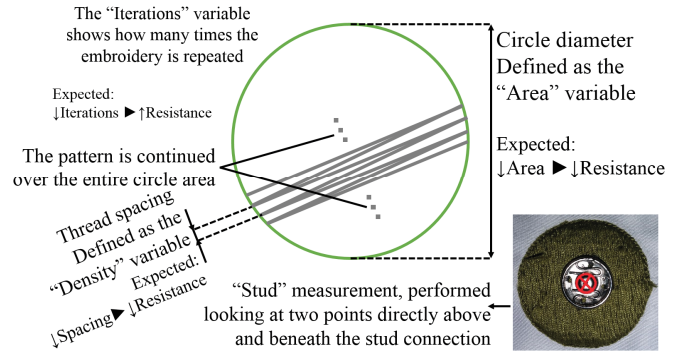 The “Iterations” variable
shows how many times the
embroidery is repeated
Expected:
↓Iterations ► ↑Resistance
The pattern is continued
over the entire circle area
Thread spacing
Defined as the
“Density” variable
Expected:
↓Spacing ► ↓Resistance
Circle diameter
Defined as the
“Area” variable
Expected:
↓Area ► ↓Resistance
“Stud” measurement, performed
looking at two points directly above
and beneath the stud connection